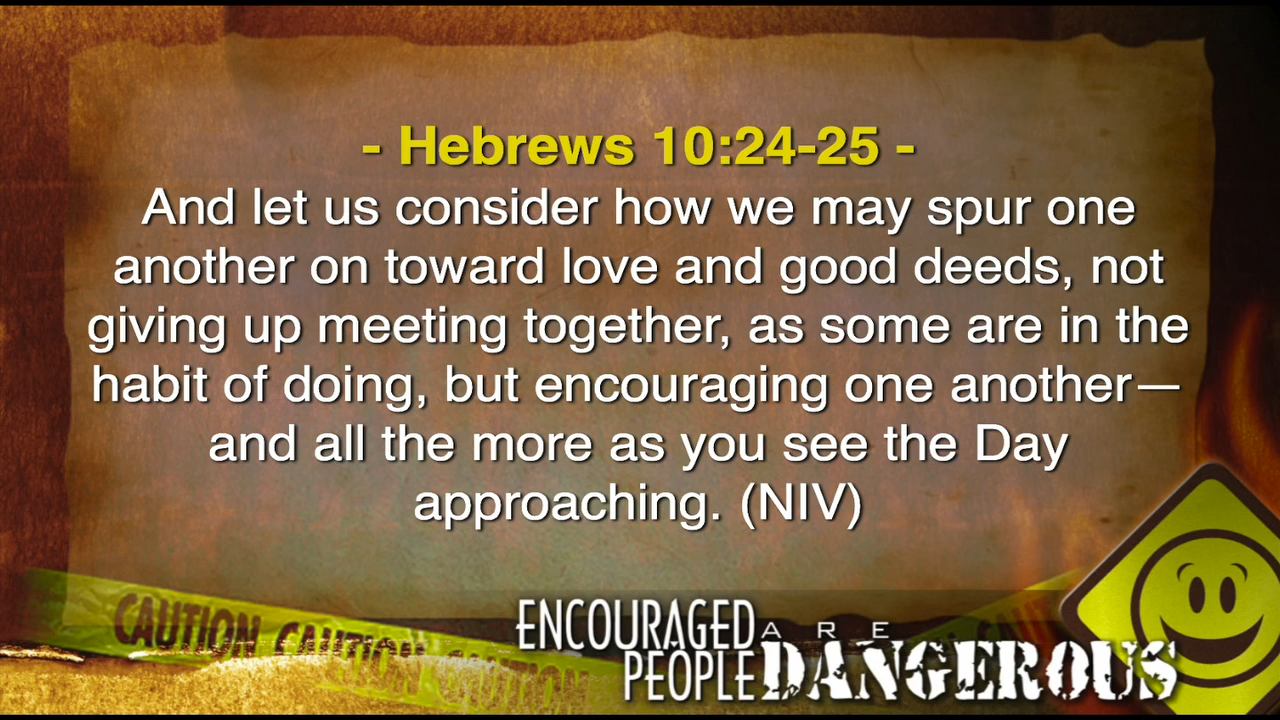 - Hebrews 10:24-25 -
And let us consider how we may spur one
another on toward love and good deeds, not
giving up meeting together, as some are in the
habit of doing, but encouraging one another—
and all the more as you see the Day
approaching. (NIV)
CAUTION CAUTION CAUTION
ENCOURAGED ARE
PEOPLE DANGEROUS